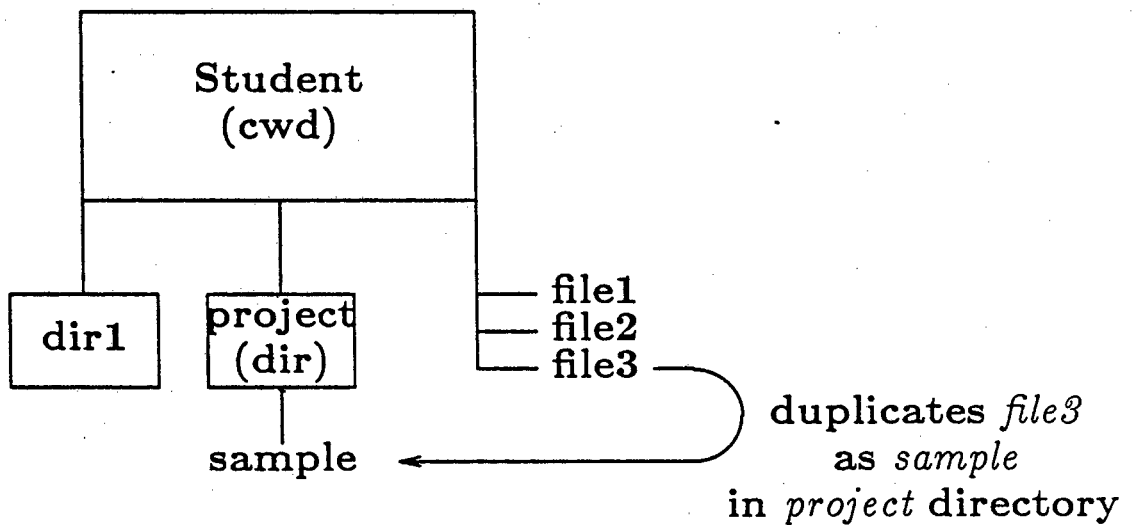 Student
(cwd)
dir1
project
(dir)
sample
file1
file2
file3
duplicates file3
as sample
in project directory